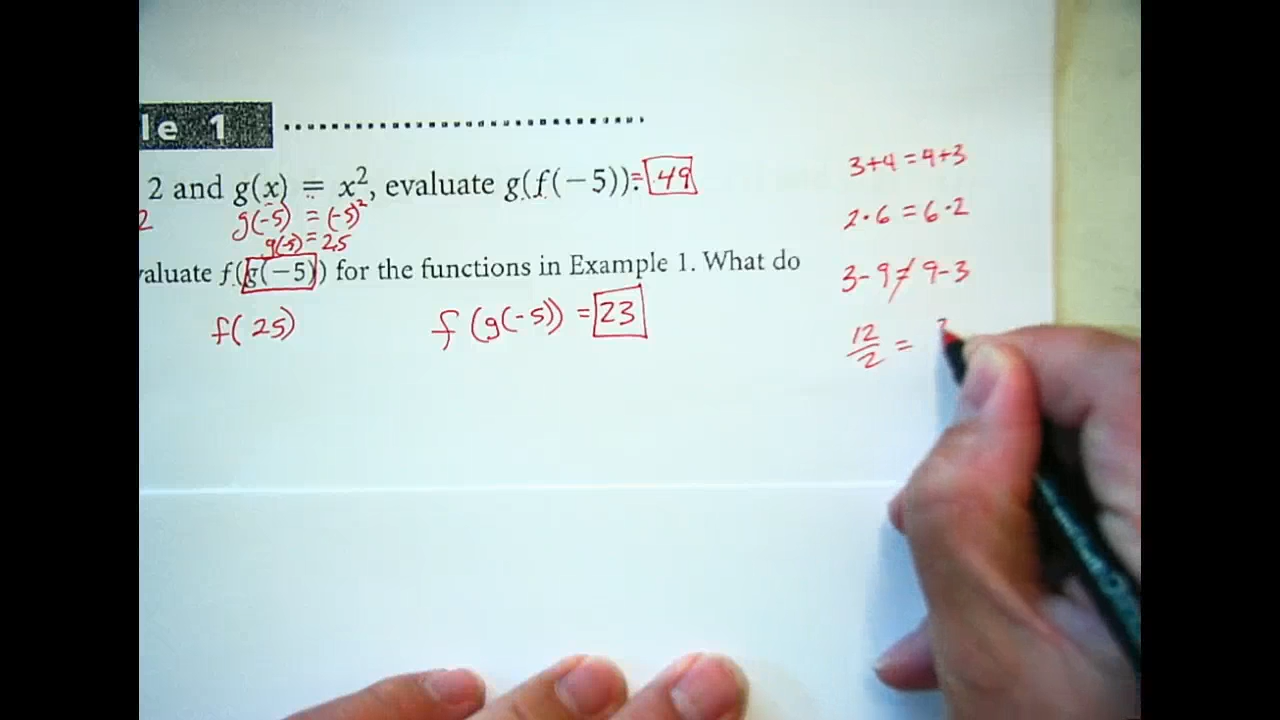 le 1
2 and g(x) = x², evaluate g(f(−5)). = 49
2 g(-5) = (-5)²
g(-5) = 25
valuate f(g(−5)) for the functions in Example 1. What do
f(25) f(g(-5)) = 23
3+4 = 4+3
2·6 = 6·2
3-9 ≠ 9-3
12/2 =